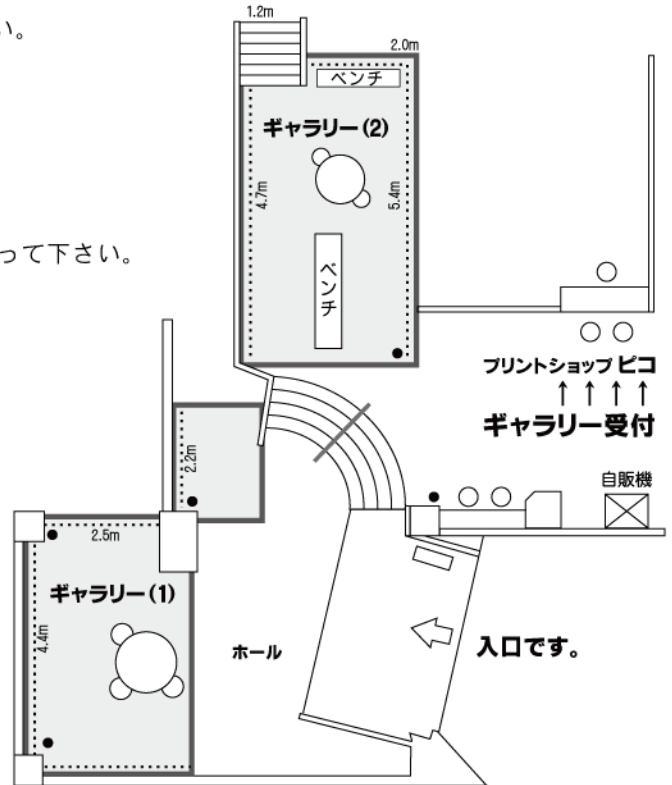 い。
って下さい。
1.2m
2.0m
ベンチ
ギャラリー(2)
4.7m
5.4m
ベンチ
プリントショップ ピコ
↑ ↑ ↑ ↑
ギャラリー受付
自販機
2.2m
2.5m
ギャラリー(1)
4.4m
ホール
入口です。